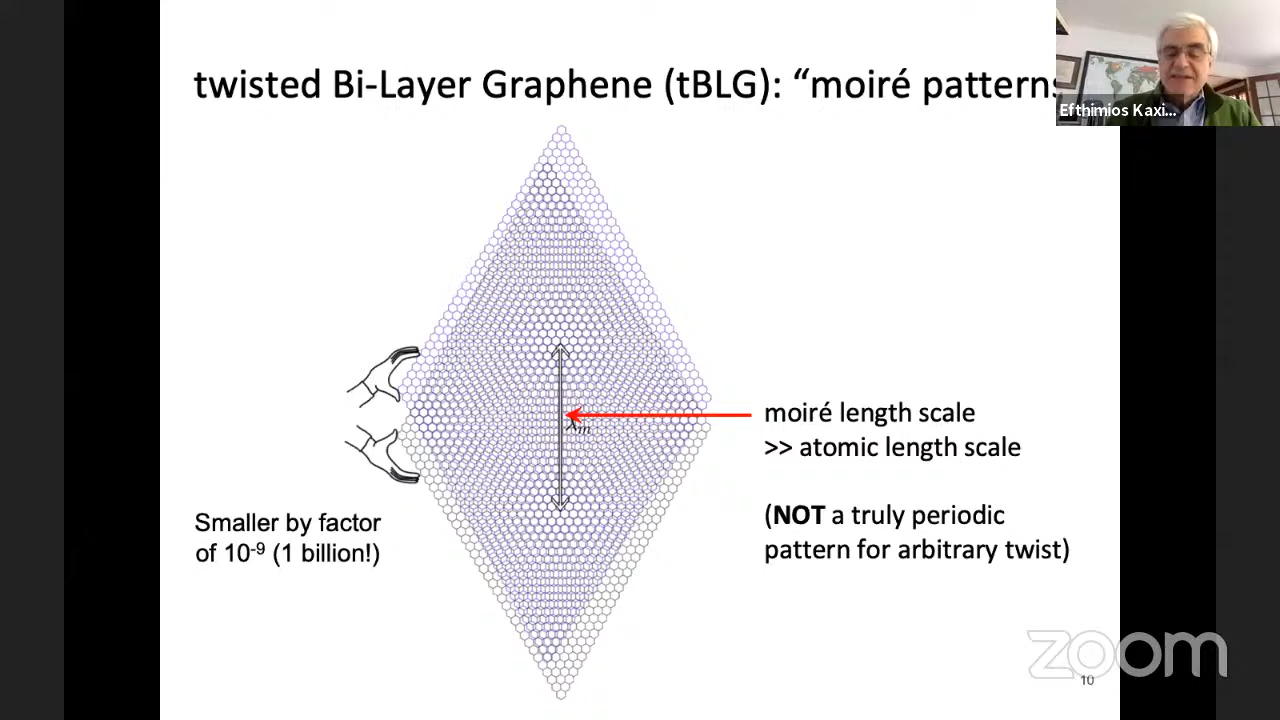 twisted Bi-Layer Graphene (tBLG): “moiré patterns
Efthimios Kaxi...
λm
moiré length scale
>> atomic length scale
(NOT a truly periodic
pattern for arbitrary twist)
Smaller by factor
of 10⁻⁹ (1 billion!)
zoom
10